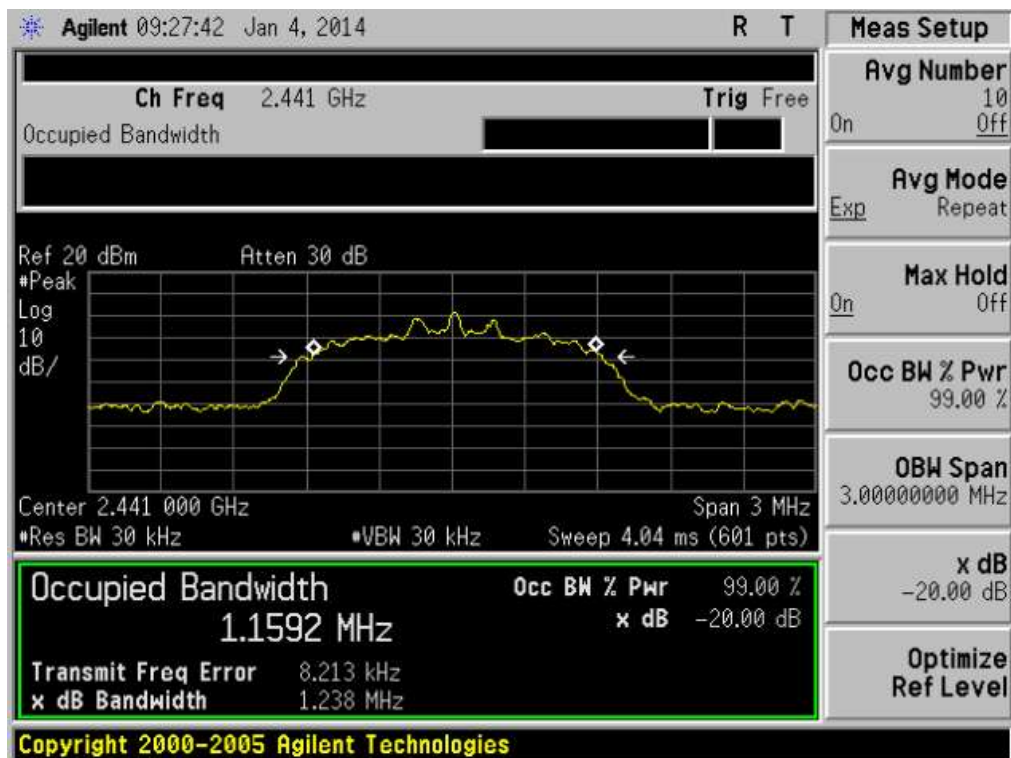 Agilent 09:27:42 Jan 4, 2014 R T
Ch Freq 2.441 GHz Trig Free
Occupied Bandwidth
Ref 20 dBm Atten 30 dB
#Peak
Log
10
dB/
Center 2.441 000 GHz Span 3 MHz
#Res BW 30 kHz #VBW 30 kHz Sweep 4.04 ms (601 pts)
Occupied Bandwidth Occ BW % Pwr 99.00 %
1.1592 MHz x dB -20.00 dB
Transmit Freq Error 8.213 kHz
x dB Bandwidth 1.238 MHz
Copyright 2000-2005 Agilent Technologies
Meas Setup
Avg Number
10
On Off
Avg Mode
Exp Repeat
Max Hold
On Off
Occ BW % Pwr
99.00 %
OBW Span
3.00000000 MHz
x dB
-20.00 dB
Optimize
Ref Level